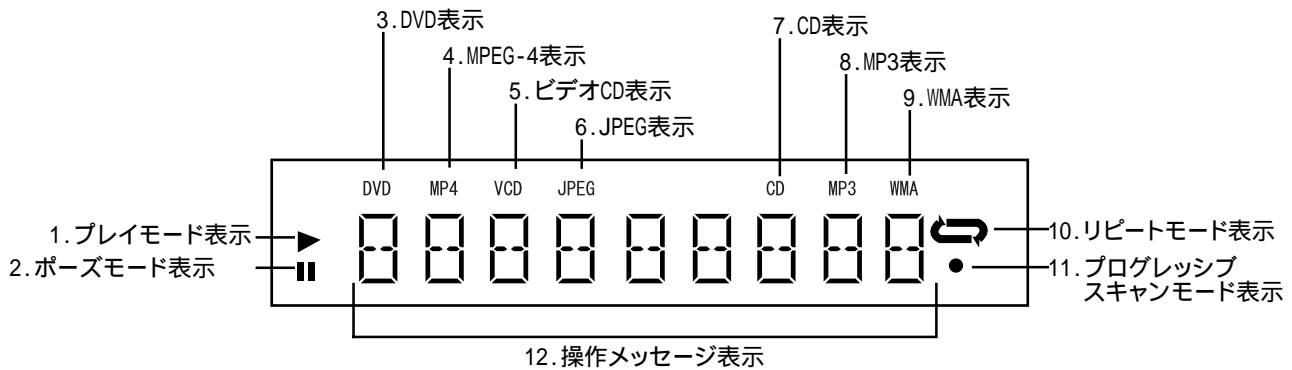 3.DVD表示
4.MPEG-4表示
5.ビデオCD表示
6.JPEG表示
7.CD表示
8.MP3表示
9.WMA表示
DVD MP4 VCD JPEG CD MP3 WMA
1.プレイモード表示
2.ポーズモード表示
10.リピートモード表示
11.プログレッシブ
スキャンモード表示
12.操作メッセージ表示